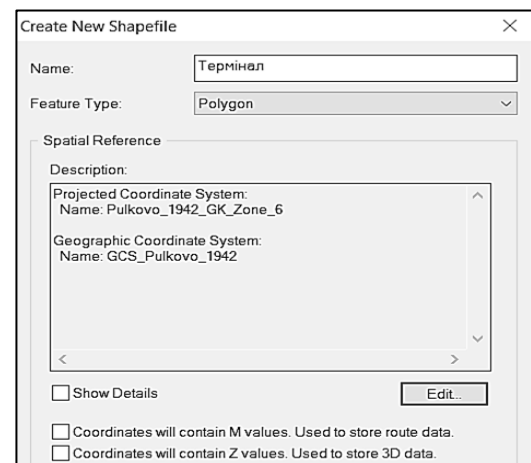 Create New Shapefile
Name: Термінал
Feature Type: Polygon
Spatial Reference
Description:
Projected Coordinate System:
Name: Pulkovo_1942_GK_Zone_6
Geographic Coordinate System:
Name: GCS_Pulkovo_1942
Show Details
Edit...
Coordinates will contain M values. Used to store route data.
Coordinates will contain Z values. Used to store 3D data.